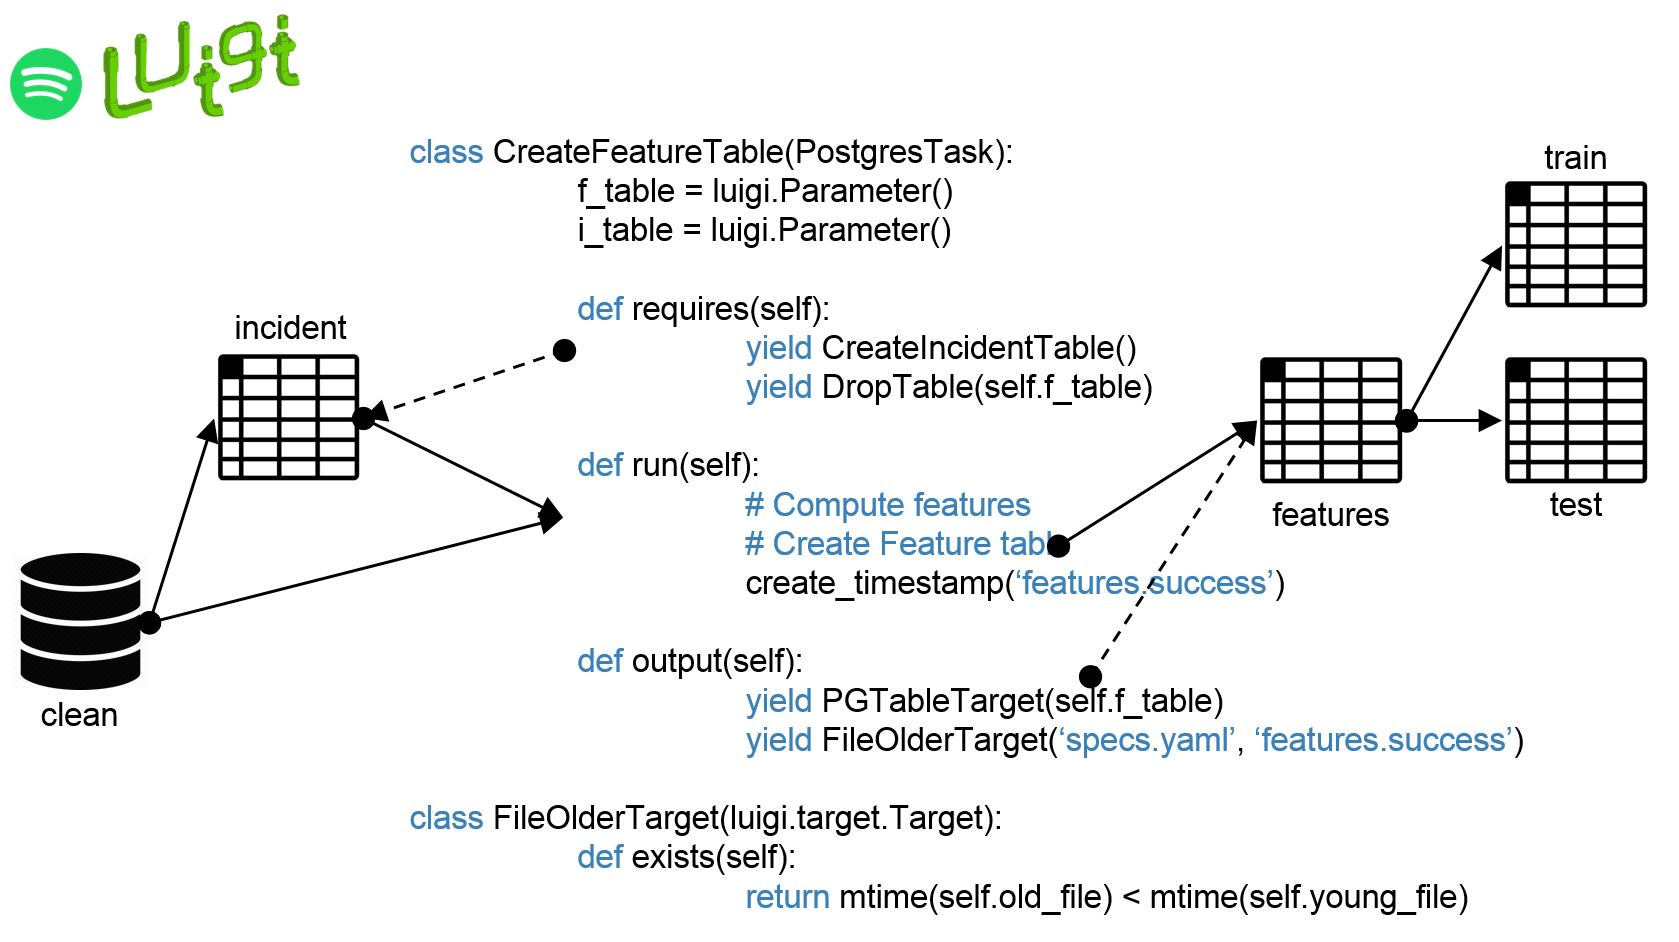 Luigi
class CreateFeatureTable(PostgresTask):
f_table = luigi.Parameter()
i_table = luigi.Parameter()
def requires(self):
yield CreateIncidentTable()
yield DropTable(self.f_table)
def run(self):
# Compute features
# Create Feature tabl
create_timestamp(‘features.success’)
def output(self):
yield PGTableTarget(self.f_table)
yield FileOlderTarget(‘specs.yaml’, ‘features.success’)
class FileOlderTarget(luigi.target.Target):
def exists(self):
return mtime(self.old_file) < mtime(self.young_file)
incident
clean
train
features
test